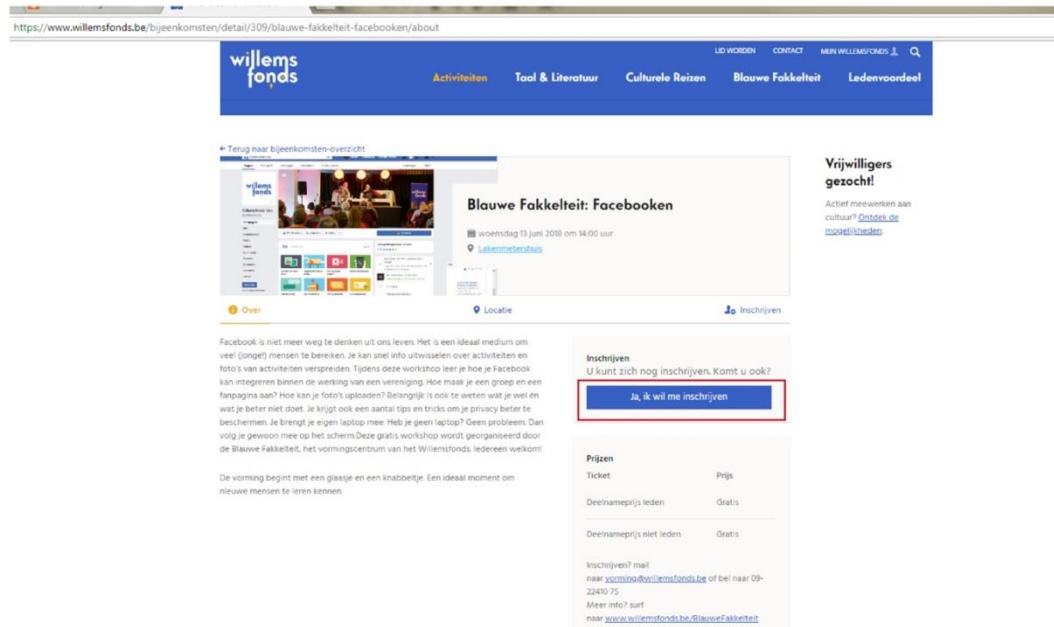 https://www.willemsfonds.be/bijeenkomsten/detail/309/blauwe-fakkelteit-facebooken/about
willems
fonds
LID WORDEN CONTACT MIJN WILLEMSFONDS
Activiteiten Taal & Literatuur Culturele Reizen Blauwe Fakkelteit Ledenvoordeel
Terug naar bijeenkomsten-overzicht
willems
fonds
Blauwe Fakkelteit: Facebooken
woensdag 13 juni 2018 om 14:00 uur
Lakenmetershuis
Vrijwilligers
gezocht!
Actief meewerken aan
cultuur? Ontdek de
mogelijkheden.
Over Locatie Inschrijven
Facebook is niet meer weg te denken uit ons leven. Het is een ideaal medium om
veel (jonge!) mensen te bereiken. Je kan snel info uitwisselen over activiteiten en
foto's van activiteiten verspreiden. Tijdens deze workshop leer je hoe je Facebook
kan integreren binnen de werking van een vereniging. Hoe maak je een groep en een
fanpagina aan? Hoe kan je foto's uploaden? Belangrijk is ook te weten wat je wel én
wat je beter niet doet. Je krijgt ook een aantal tips en tricks om je privacy beter te
beschermen. Je brengt je eigen laptop mee. Heb je geen laptop? Geen probleem. Dan
volg je gewoon mee op het scherm.Deze gratis workshop wordt georganiseerd door
de Blauwe Fakkelteit, het vormingscentrum van het Willemsfonds. Iedereen welkom!
De vorming begint met een glaasje en een knabbeltje. Een ideaal moment om
nieuwe mensen te leren kennen.
Inschrijven
U kunt zich nog inschrijven. Komt u ook?
Ja, ik wil me inschrijven
Prijzen
Ticket Prijs
Deelnameprijs leden Gratis
Deelnameprijs niet leden Gratis
Inschrijven? mail
naar vorming@willemsfonds.be of bel naar 09-
22410 75
Meer info? surf
naar www.willemsfonds.be/BlauweFakkelteit